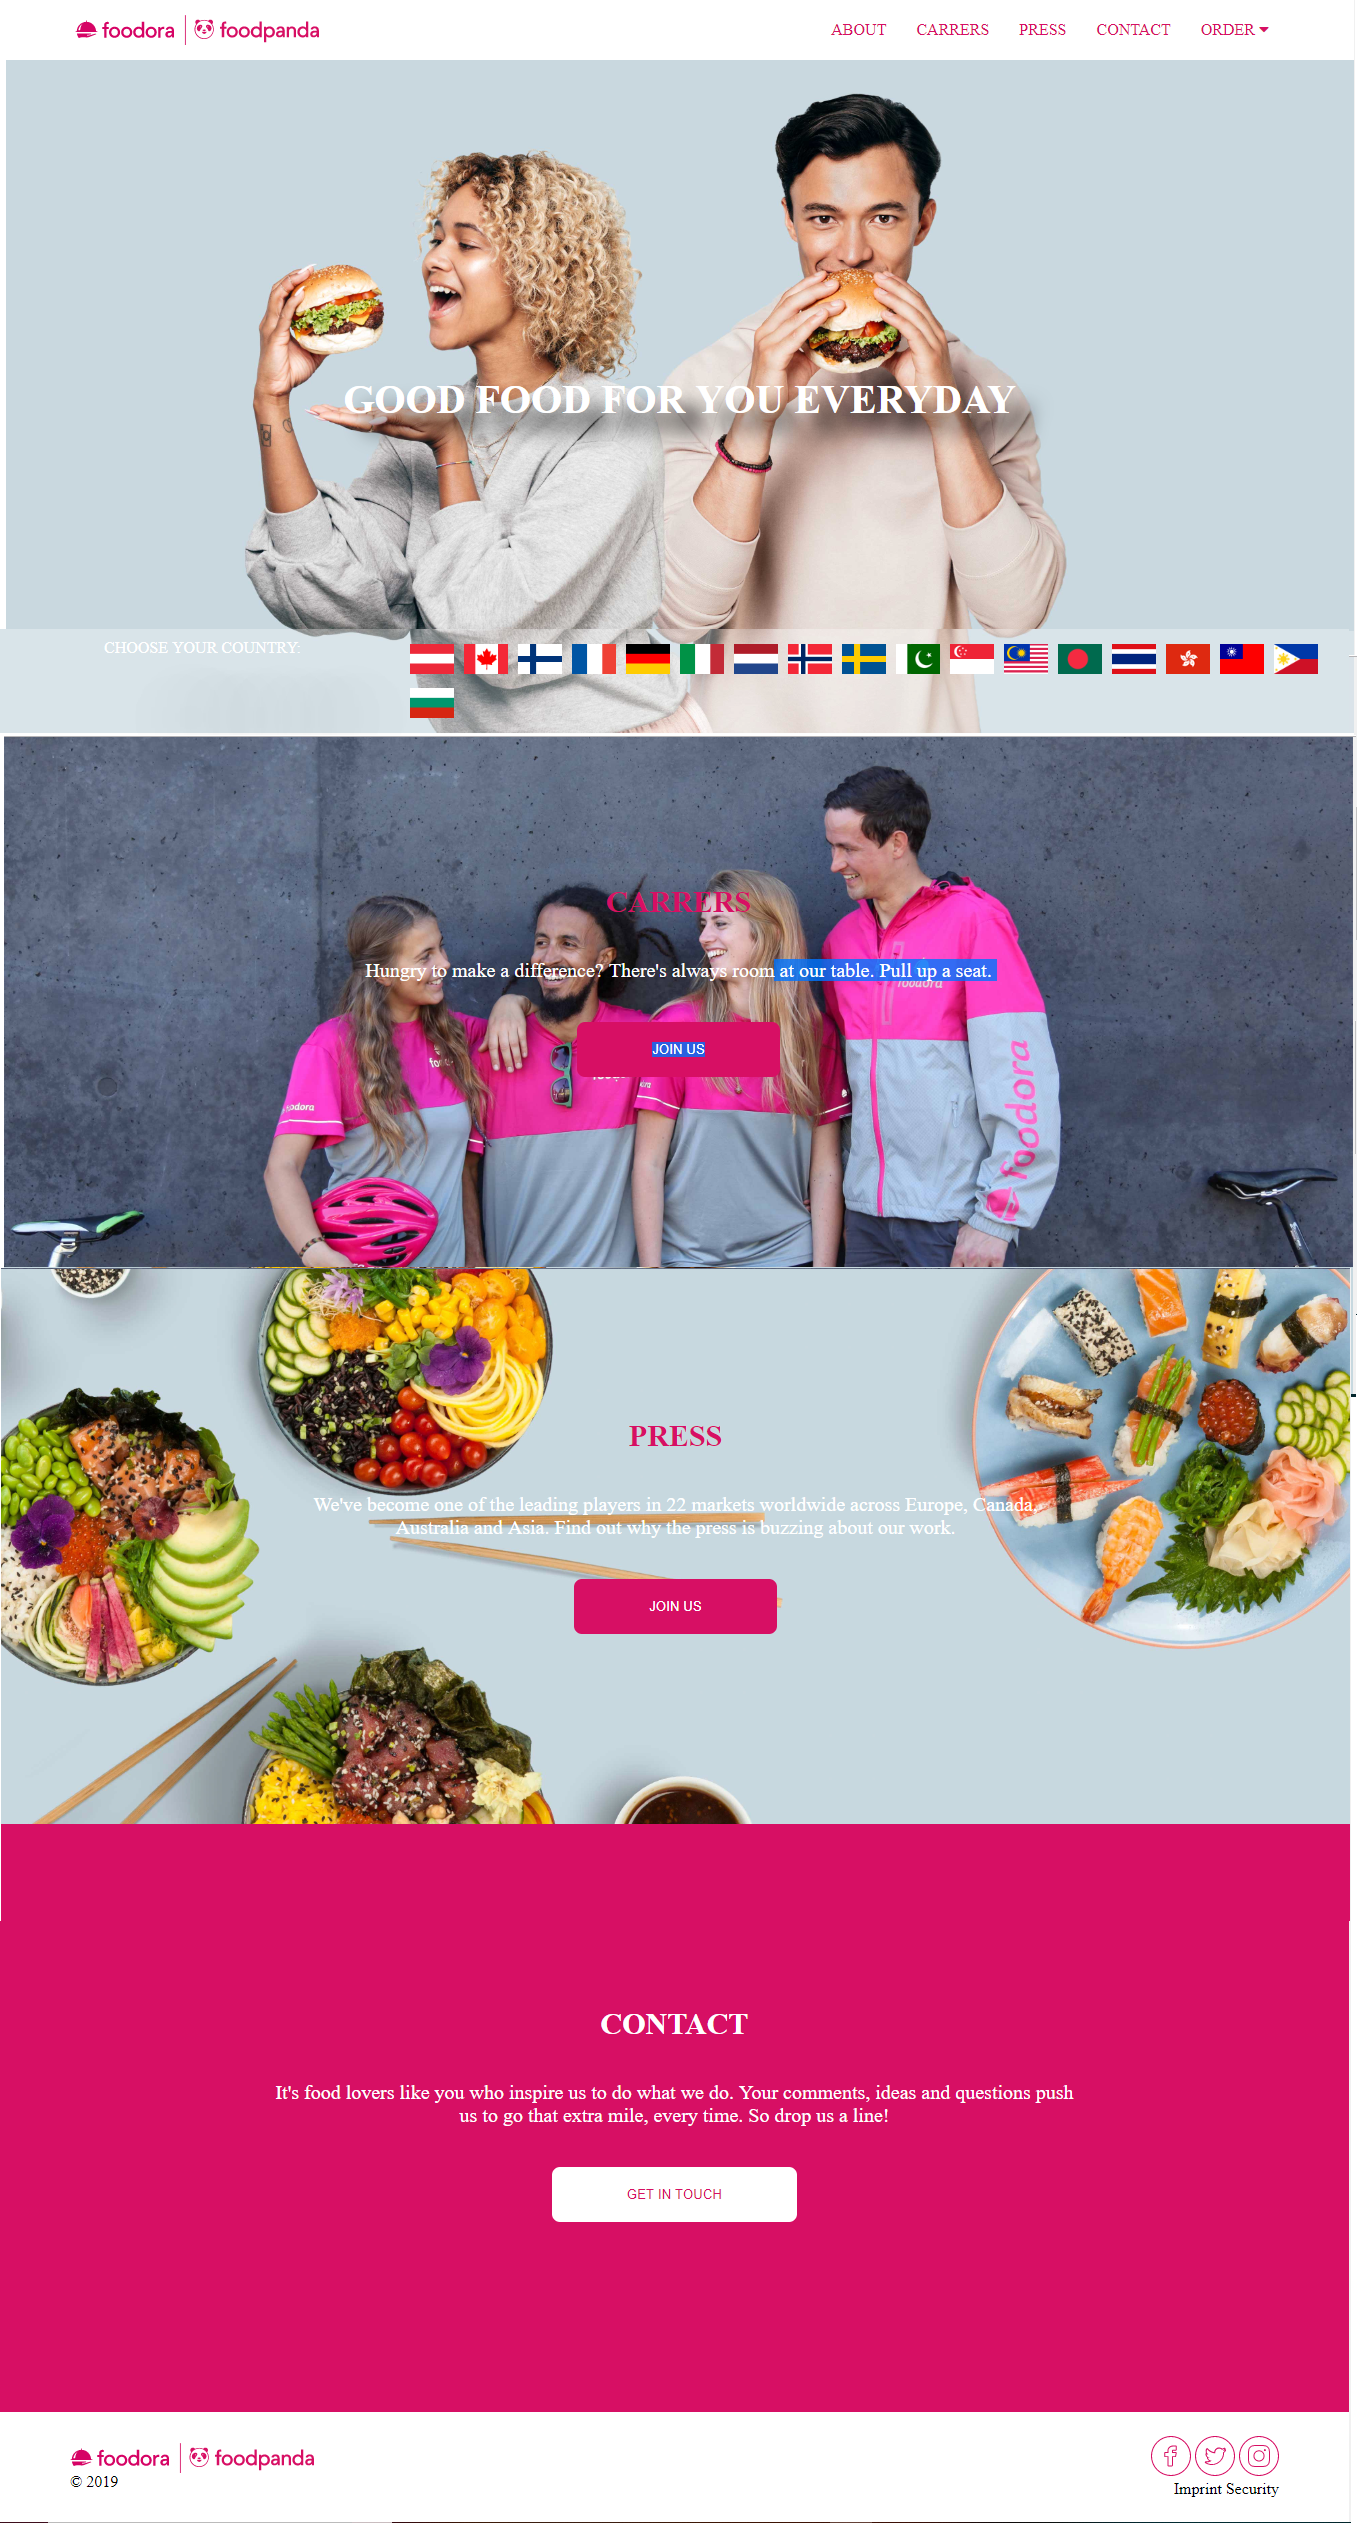 foodora | foodpanda
ABOUT CARRERS PRESS CONTACT ORDER
GOOD FOOD FOR YOU EVERYDAY
CHOOSE YOUR COUNTRY:
CARRERS
Hungry to make a difference? There's always room at our table. Pull up a seat.
foodora
JOIN US
foodora
foodora
PRESS
We've become one of the leading players in 22 markets worldwide across Europe, Canada,
Australia and Asia. Find out why the press is buzzing about our work.
JOIN US
CONTACT
It's food lovers like you who inspire us to do what we do. Your comments, ideas and questions push
us to go that extra mile, every time. So drop us a line!
GET IN TOUCH
foodora | foodpanda
© 2019
Imprint Security